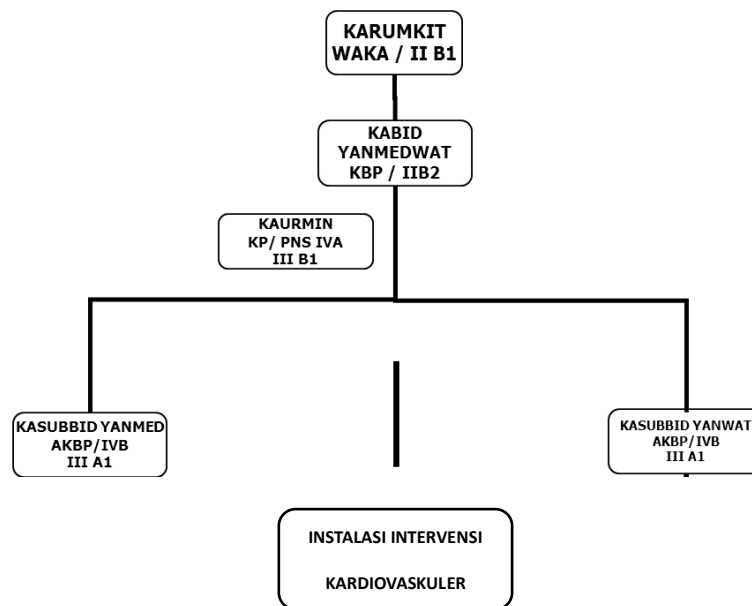 KARUMKIT
WAKA / II B1
KABID
YANMEDWAT
KBP / IIB2
KAURMIN
KP/ PNS IVA
III B1
KASUBBID YANMED
AKBP/IVB
III A1
KASUBBID YANWAT
AKBP/IVB
III A1
INSTALASI INTERVENSI
KARDIOVASKULER